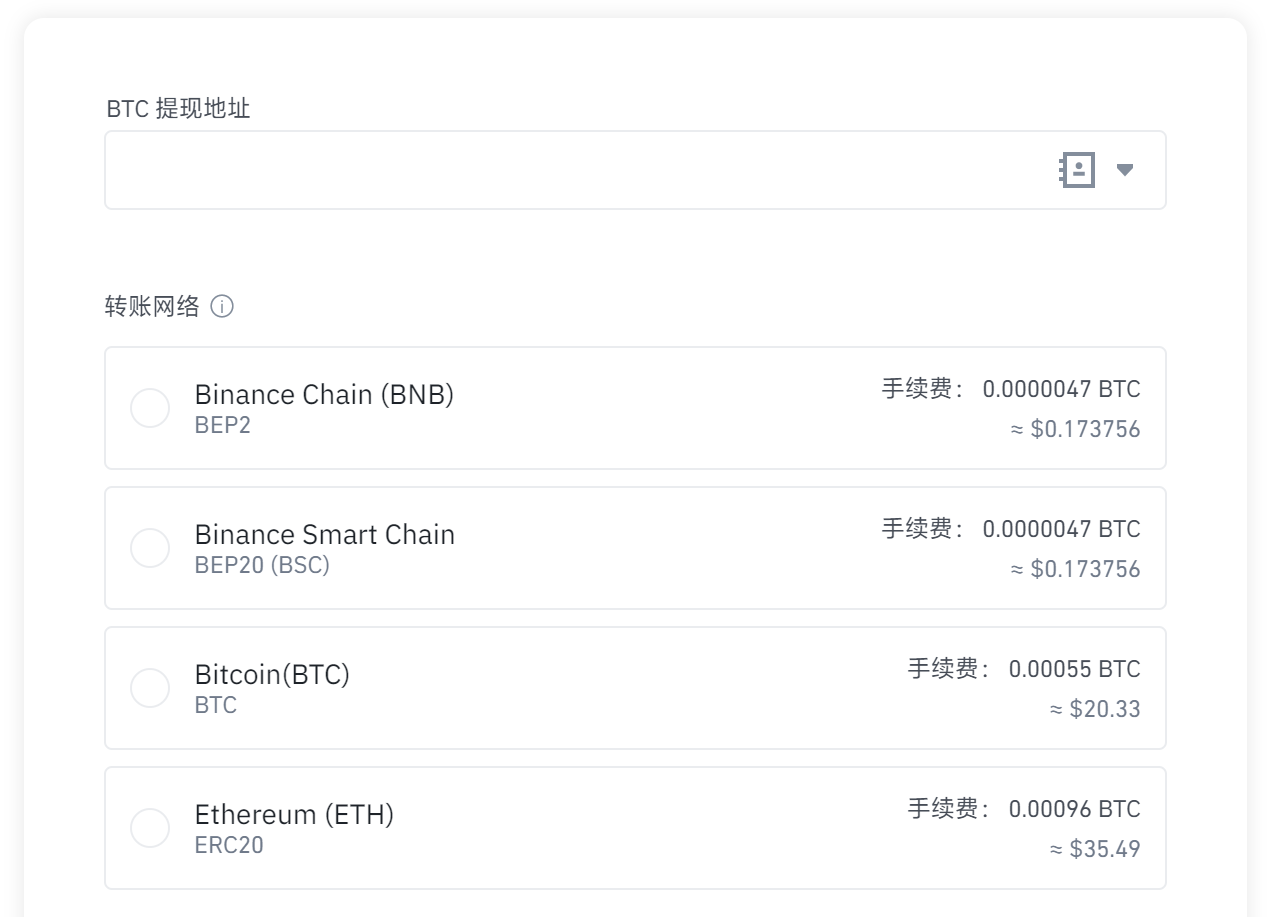 BTC 提现地址
转账网络
Binance Chain (BNB)
BEP2
手续费： 0.0000047 BTC
≈ $0.173756
Binance Smart Chain
BEP20 (BSC)
手续费： 0.0000047 BTC
≈ $0.173756
Bitcoin(BTC)
BTC
手续费： 0.00055 BTC
≈ $20.33
Ethereum (ETH)
ERC20
手续费： 0.00096 BTC
≈ $35.49